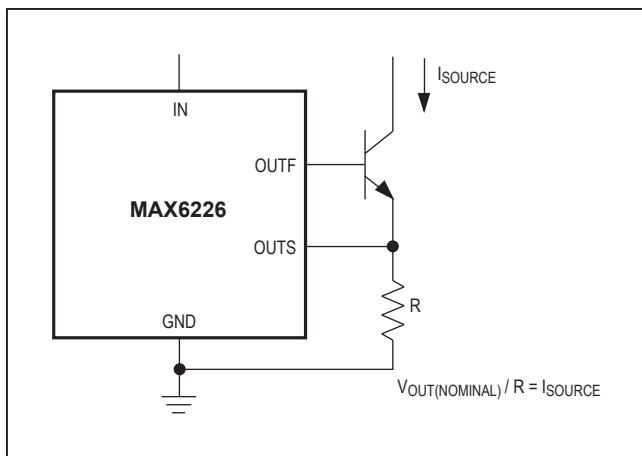 ISOURCE
IN
OUTF
MAX6226
OUTS
R
GND
VOUT(NOMINAL) / R = ISOURCE